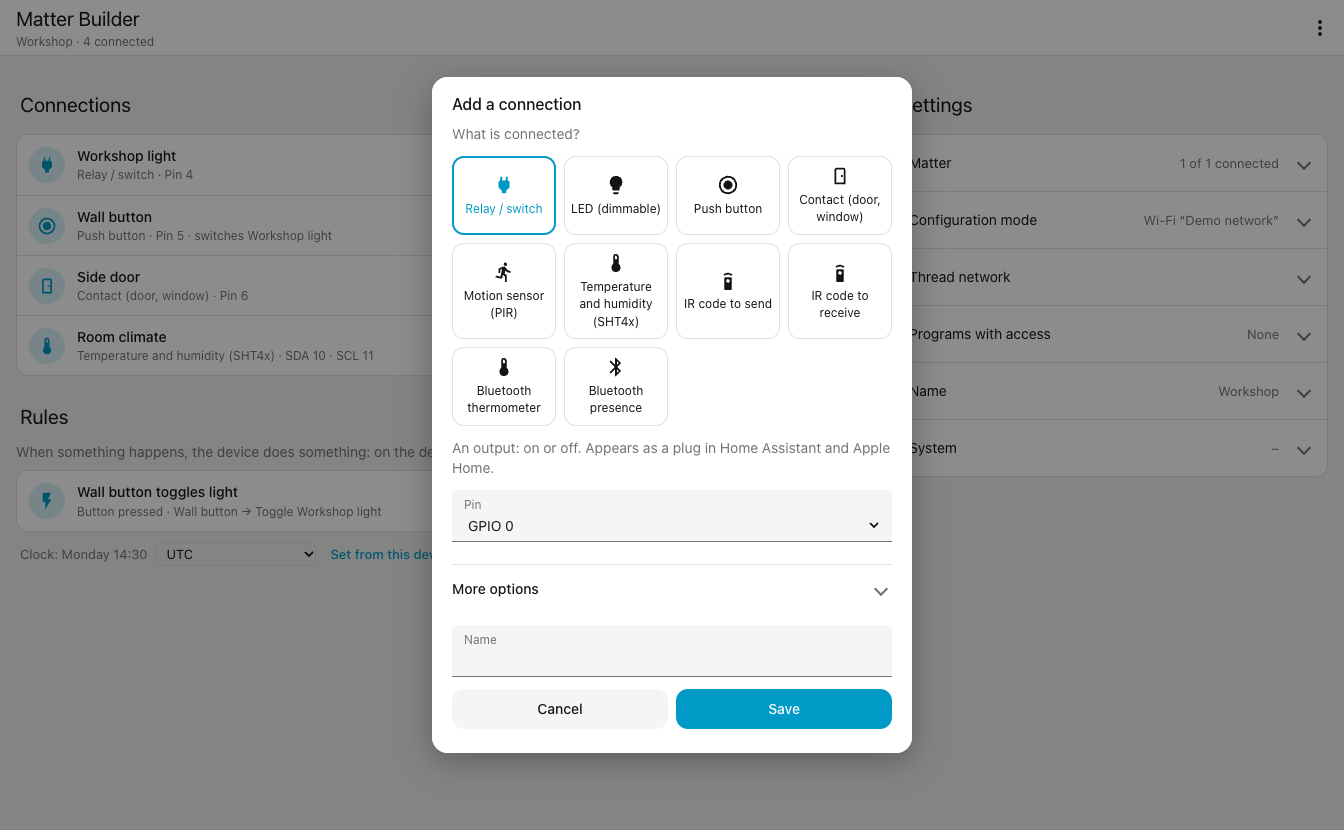 Matter Builder
Workshop · 4 connected
Connections
Workshop light
Relay / switch · Pin 4
Wall button
Push button · Pin 5 · switches Workshop light
Side door
Contact (door, window) · Pin 6
Room climate
Temperature and humidity (SHT4x) · SDA 10 · SCL 11
Rules
When something happens, the device does something: on the de
Wall button toggles light
Button pressed · Wall button → Toggle Workshop light
Clock: Monday 14:30
UTC
Set from this dev
Add a connection
What is connected?
Relay / switch
LED (dimmable)
Push button
Contact (door,
window)
Motion sensor
(PIR)
Temperature
and humidity
(SHT4x)
IR code to send
IR code to
receive
Bluetooth
thermometer
Bluetooth
presence
An output: on or off. Appears as a plug in Home Assistant and Apple
Home.
Pin
GPIO 0
More options
Name
Cancel
Save
ettings
Matter
1 of 1 connected
Configuration mode
Wi-Fi “Demo network”
Thread network
Programs with access
None
Name
Workshop
System
–